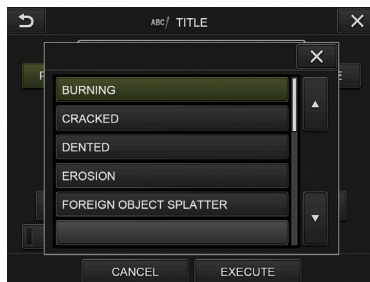 ABC/ TITLE
BURNING
CRACKED
DENTED
EROSION
FOREIGN OBJECT SPLATTER
CANCEL
EXECUTE